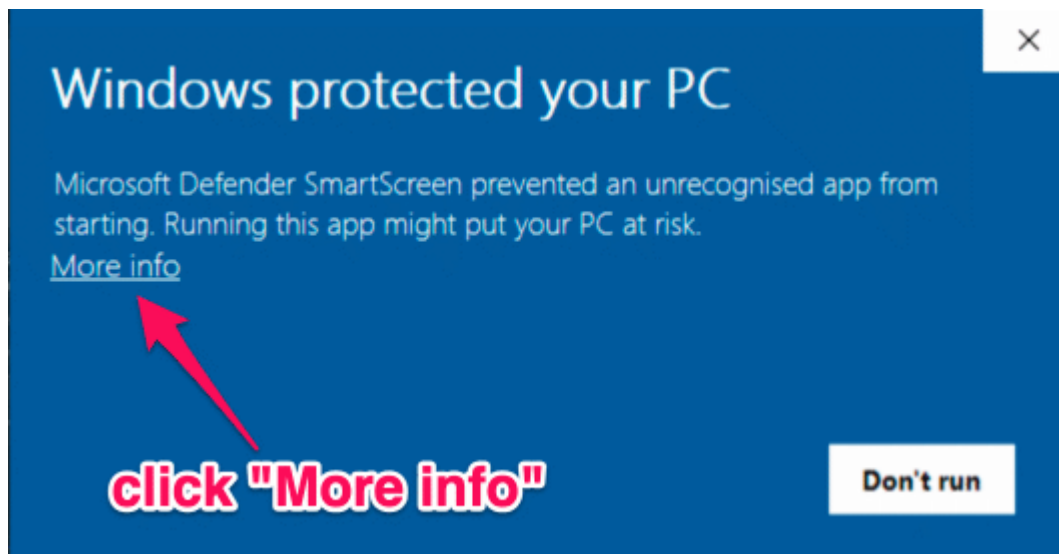 Windows protected your PC
Microsoft Defender SmartScreen prevented an unrecognised app from
starting. Running this app might put your PC at risk.
More info
click "More info"
Don't run